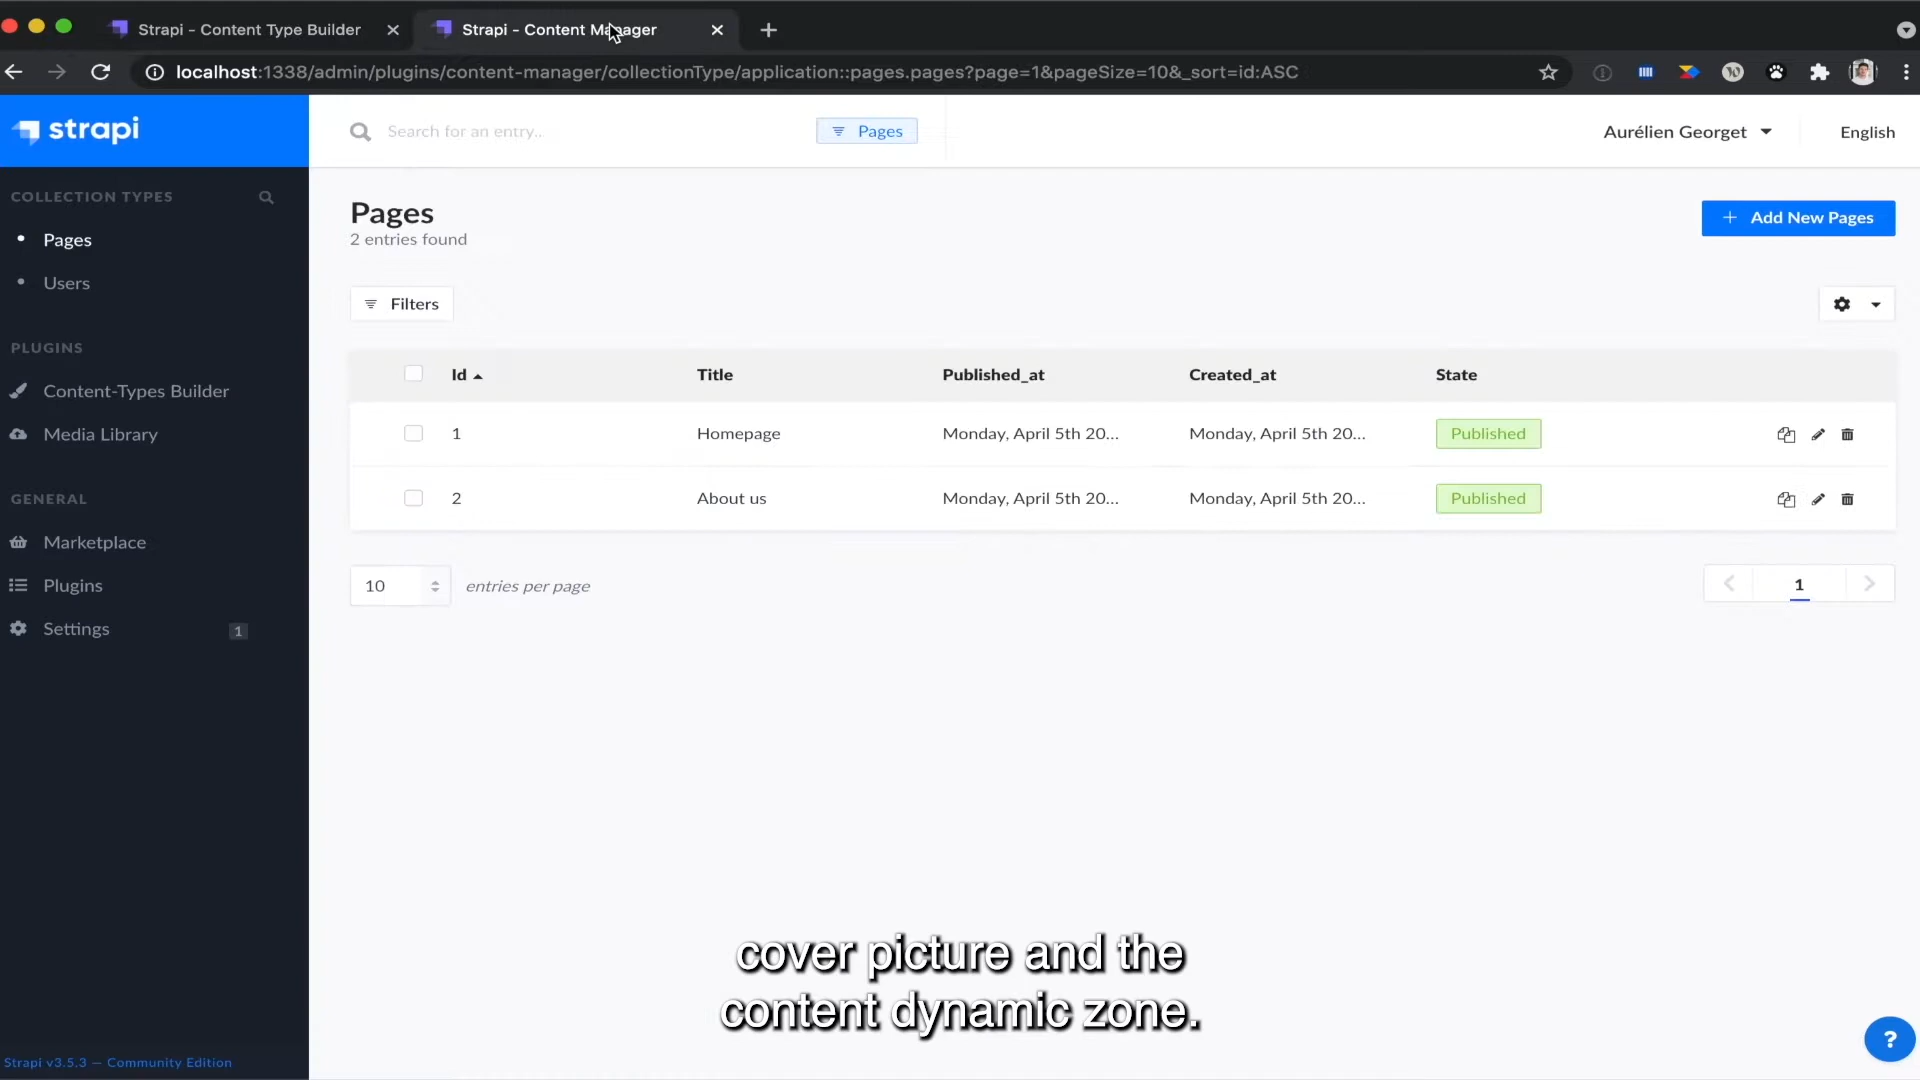 Strapi - Content Type Builder
Strapi - Content Manager
localhost:1338/admin/plugins/content-manager/collectionType/application::pages.pages?page=1&pageSize=10&_sort=id:ASC
strapi
Search for an entry...
Pages
Aurélien Georget
English
COLLECTION TYPES
Pages
Users
PLUGINS
Content-Types Builder
Media Library
GENERAL
Marketplace
Plugins
Settings
1
Strapi v3.5.3 — Community Edition
Pages
2 entries found
+ Add New Pages
Filters
Id Title Published_at Created_at State
1 Homepage Monday, April 5th 20... Monday, April 5th 20... Published
2 About us Monday, April 5th 20... Monday, April 5th 20... Published
10 entries per page
1
cover picture and the
content dynamic zone.
?